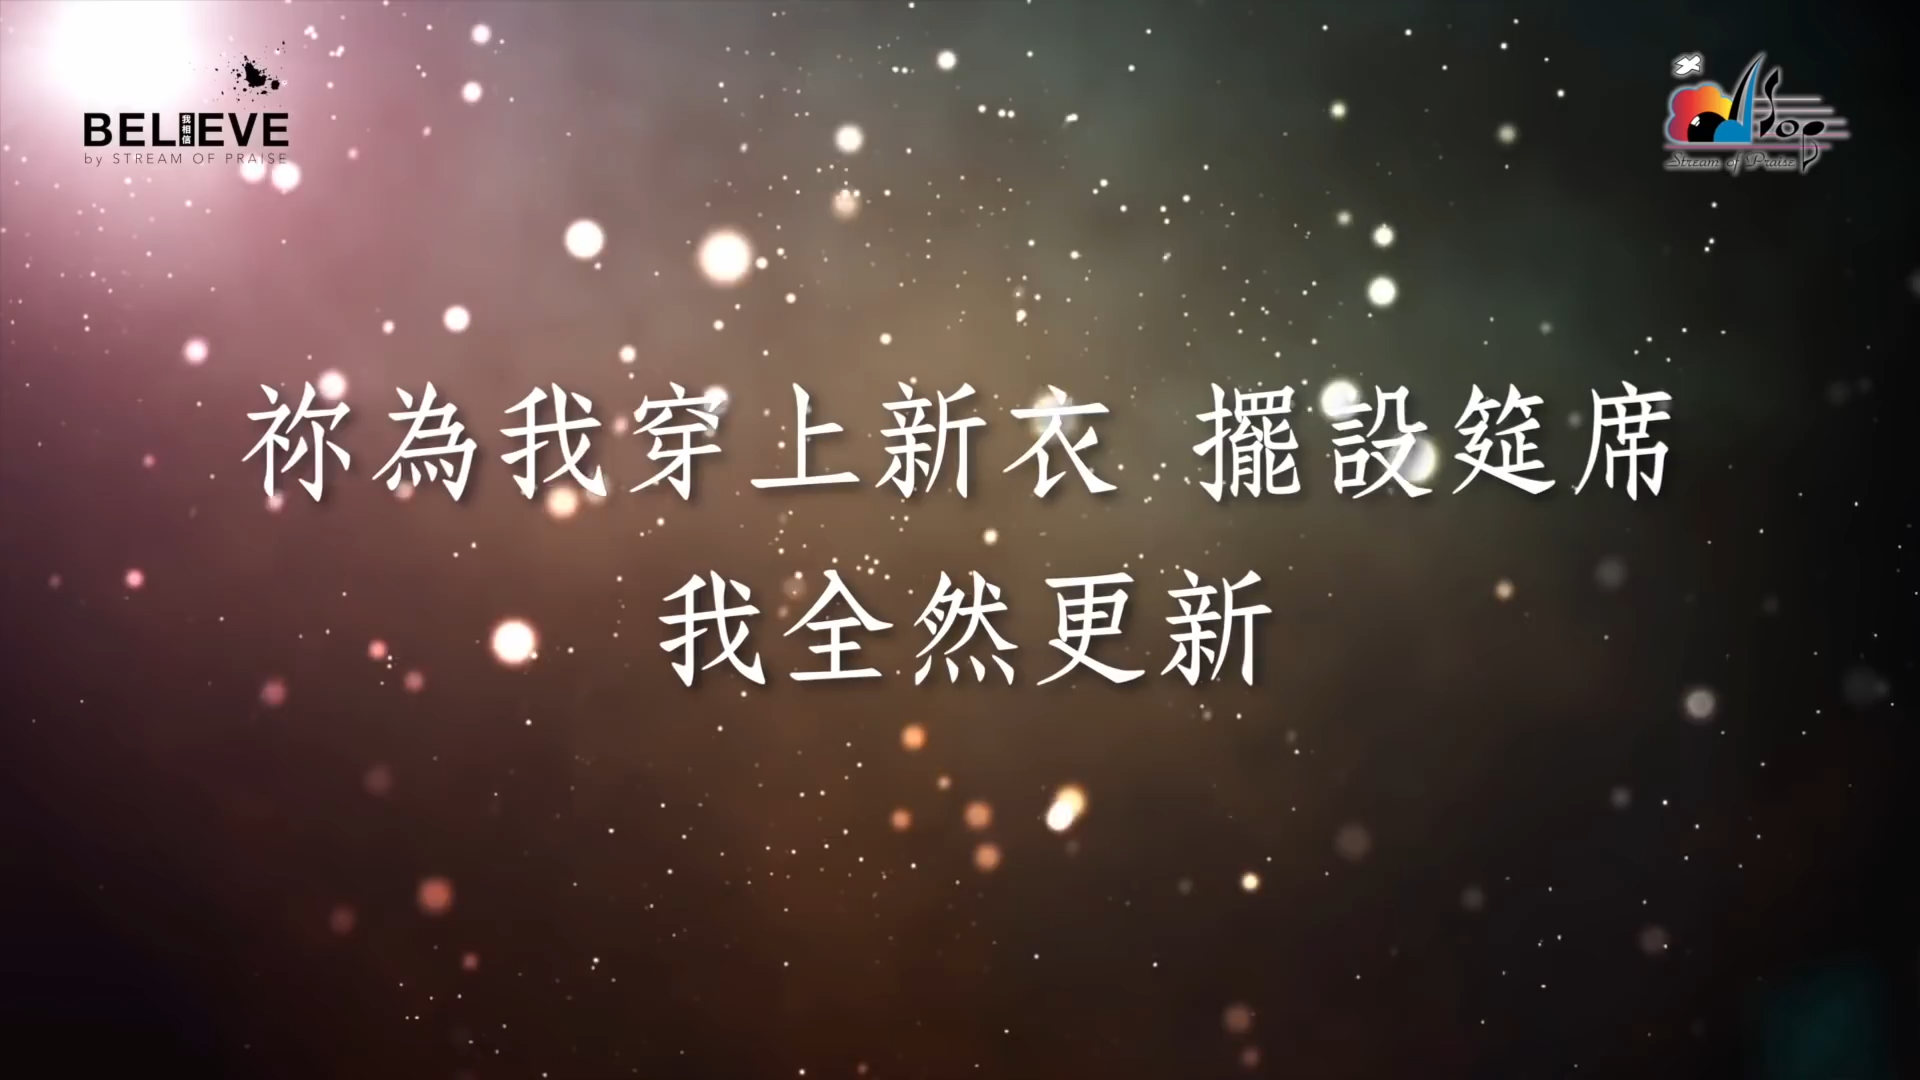 BELIEVE
我相信
by STREAM OF PRAISE
SOP
Stream of Praise
祢為我穿上新衣 擺設筵席
我全然更新